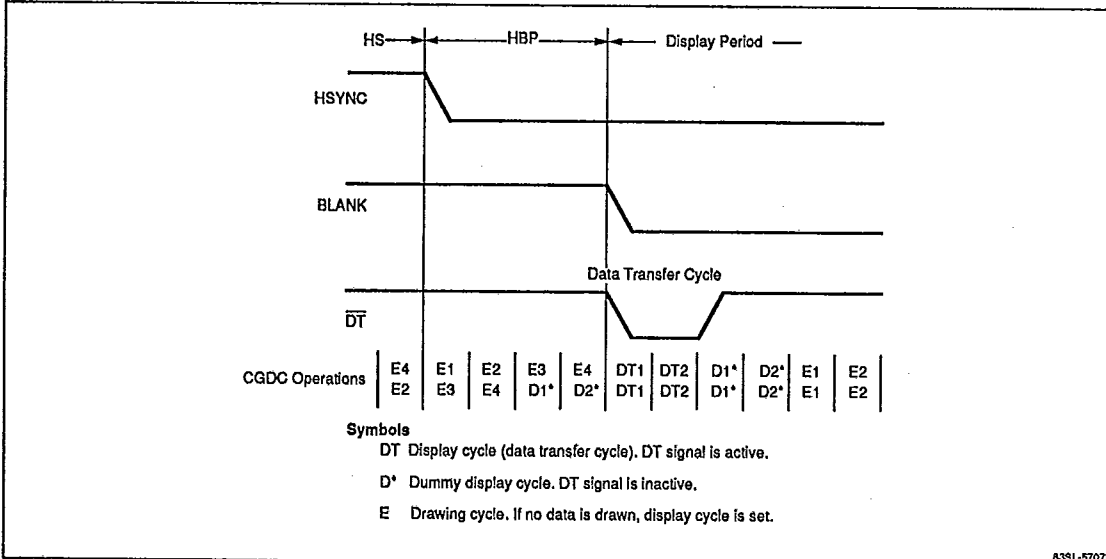 HS HBP Display Period
HSYNC
BLANK
Data Transfer Cycle
DT
CGDC Operations
E4 E1 E2 E3 E4 DT1 DT2 D1* D2* E1 E2
E2 E3 E4 D1* D2* DT1 DT2 D1* D2* E1 E2
Symbols
DT Display cycle (data transfer cycle). DT signal is active.
D* Dummy display cycle. DT signal is inactive.
E Drawing cycle. If no data is drawn, display cycle is set.
83SL-5707